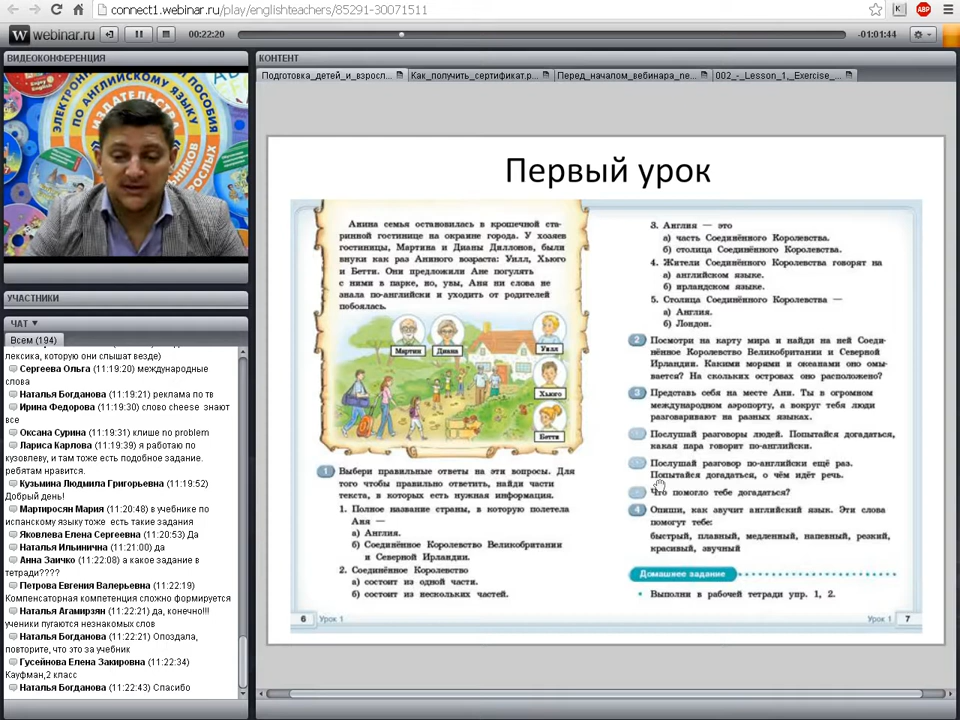 connect1.webinar.ru/play/englishteachers/85291-30071511
ABP
W webinar.ru
00:22:20
-01:01:44
ВИДЕОКОНФЕРЕНЦИЯ
ЭЛЕКТРОННЫЕ
ПОСОБИЯ
ПО АНГЛИЙСКОМУ ЯЗЫКУ
ИЗДАТЕЛЬСТВА
УЧАСТНИКИ
ЧАТ
Всем (194)
лексика, которую они слышат везде)
Сергеева Ольга (11:19:20) международные
слова
Наталья Богданова (11:19:21) реклама по тв
Ирина Федорова (11:19:30) слово cheese знают
все
Оксана Сурина (11:19:31) клише no problem
Лариса Карлова (11:19:39) я работаю по
кузовлеву, и там тоже есть подобное задание.
ребятам нравится.
Кузьмина Людмила Григорьевна (11:19:52)
Добрый день!
Мартиросян Мария (11:20:48) в учебнике по
испанскому языку тоже есть такие задания
Яковлева Елена Сергеевна (11:20:53) Да
Наталья Ильинична (11:21:00) да
Анна Заичко (11:22:08) а какое задание в
тетради????
Петрова Евгения Валерьевна (11:22:19)
Компенсаторная компетенция сложно формируется
Наталья Агамирзян (11:22:21) да, конечно!!!
ученики пугаются незнакомых слов
Наталья Богданова (11:22:21) Опоздала,
повторите, что это за учебник
Гусейнова Елена Закировна (11:22:34)
Кауфман,2 класс
Наталья Богданова (11:22:43) Спасибо
КОНТЕНТ
Подготовка_детей_и_взросл...
Как_получить_сертификат.р...
Перед_началом_вебинара_пе...
002_-_Lesson_1,_Exercise_...
Первый урок
Анина семья остановилась в крошечной ста-
ринной гостинице на окраине города. У хозяев
гостиницы, Мартина и Дианы Диллонов, были
внуки как раз Аниного возраста: Уилл, Хьюго
и Бетти. Они предложили Ане погулять
с ними в парке, но, увы, Аня ни слова не
знала по-английски и уходить от родителей
побоялась.
Мартин
Диана
Уилл
Хьюго
Бетти
1 Выбери правильные ответы на эти вопросы. Для
того чтобы правильно ответить, найди части
текста, в которых есть нужная информация.
1. Полное название страны, в которую полетела
Аня —
а) Англия.
б) Соединённое Королевство Великобритании
и Северной Ирландии.
2. Соединённое Королевство
а) состоит из одной части.
б) состоит из нескольких частей.
6 Урок 1
3. Англия — это
а) часть Соединённого Королевства.
б) столица Соединённого Королевства.
4. Жители Соединённого Королевства говорят на
а) английском языке.
б) ирландском языке.
5. Столица Соединённого Королевства —
а) Англия.
б) Лондон.
2 Посмотри на карту мира и найди на ней Соеди-
нённое Королевство Великобритании и Северной
Ирландии. Какими морями и океанами оно омы-
вается? На скольких островах оно расположено?
3 Представь себя на месте Ани. Ты в огромном
международном аэропорту, а вокруг тебя люди
разговаривают на разных языках.
Послушай разговоры людей. Попытайся догадаться,
какая пара говорит по-английски.
Послушай разговор по-английски ещё раз.
Попытайся догадаться, о чём идёт речь.
Что помогло тебе догадаться?
4 Опиши, как звучит английский язык. Эти слова
помогут тебе:
быстрый, плавный, медленный, напевный, резкий,
красивый, звучный
Домашнее задание
• Выполни в рабочей тетради упр. 1, 2.
Урок 1 7